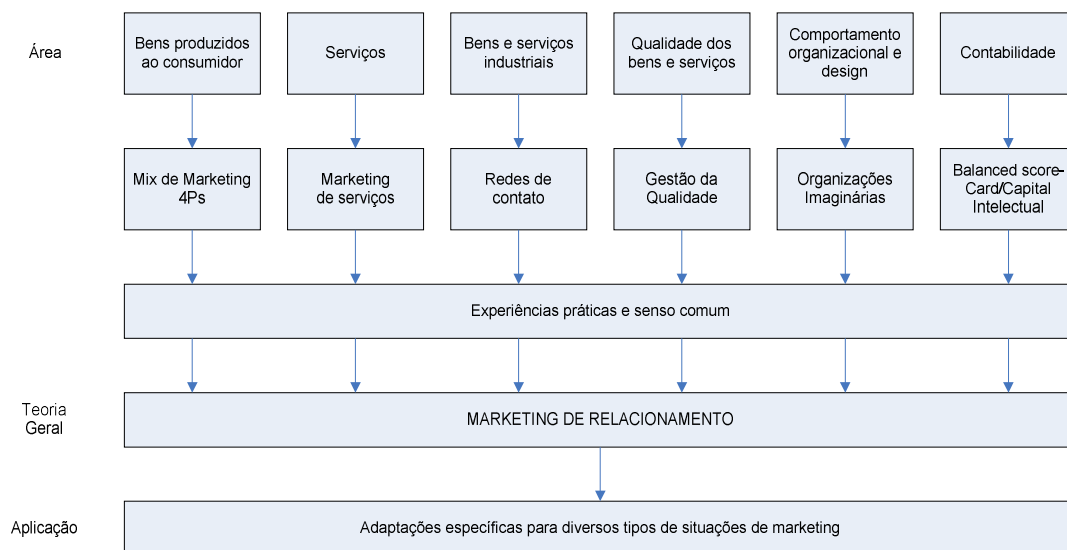 Área
Bens produzidos
ao consumidor
Serviços
Bens e serviços
industriais
Qualidade dos
bens e serviços
Comportamento
organizacional e
design
Contabilidade
Mix de Marketing
4Ps
Marketing
de serviços
Redes de
contato
Gestão da
Qualidade
Organizações
Imaginárias
Balanced score-
Card/Capital
Intelectual
Experiências práticas e senso comum
Teoria
Geral
MARKETING DE RELACIONAMENTO
Aplicação
Adaptações específicas para diversos tipos de situações de marketing